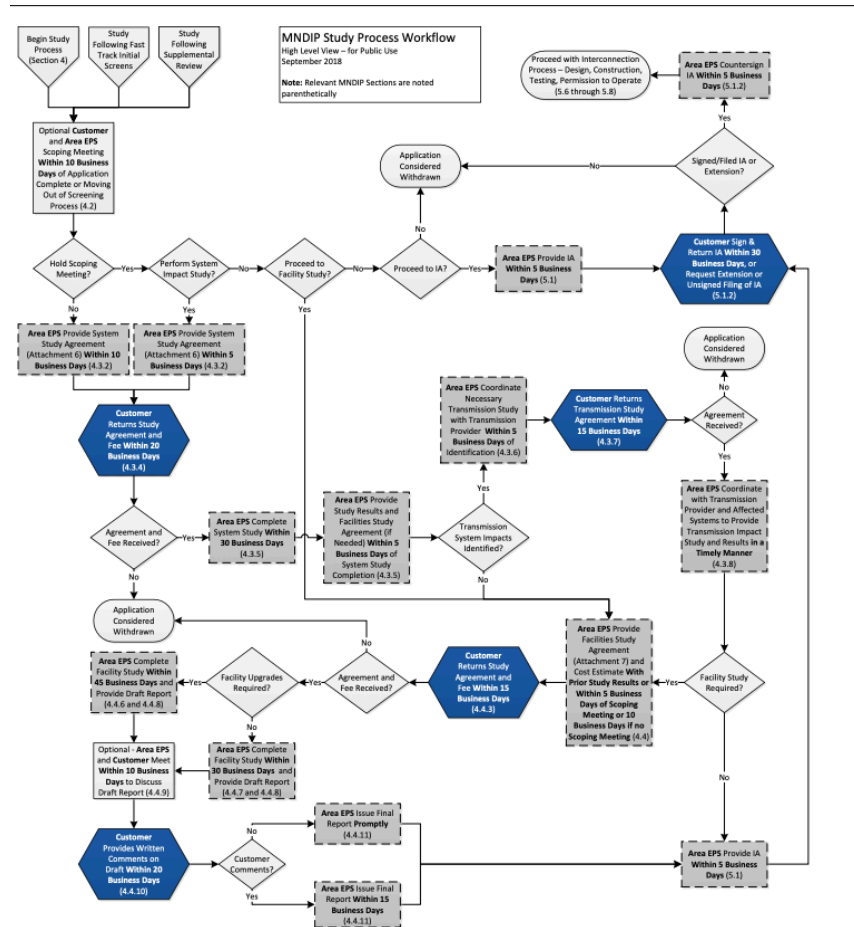 Begin Study
Process
(Section 4)
Study
Following Fast
Track Initial
Screens
Study
Following
Supplemental
Review
MNDIP Study Process Workflow
High Level View – for Public Use
September 2018
Note: Relevant MNDIP Sections are noted
parenthetically
Proceed with Interconnection
Process – Design, Construction,
Testing, Permission to Operate
(5.6 through 5.8)
Area EPS Countersign
IA Within 5 Business
Days (5.1.2)
Yes
Optional Customer
and Area EPS
Scoping Meeting
Within 10 Business
Days of Application
Complete or Moving
Out of Screening
Process (4.2)
Application
Considered
Withdrawn
No
Signed/Filed IA or
Extension?
No
Hold Scoping
Meeting?
Yes
Perform System
Impact Study?
No
Proceed to
Facility Study?
No
Proceed to IA?
Yes
Area EPS Provide IA
Within 5 Business
Days (5.1)
Customer Sign &
Return IA Within 30
Business Days, or
Request Extension or
Unsigned Filing of IA
(5.1.2)
No
Yes
Yes
Area EPS Provide System
Study Agreement
(Attachment 6) Within 10
Business Days (4.3.2)
Area EPS Provide System
Study Agreement
(Attachment 6) Within 5
Business Days (4.3.2)
Application
Considered
Withdrawn
No
Customer
Returns Study
Agreement and
Fee Within 20
Business Days
(4.3.4)
Area EPS Coordinate
Necessary
Transmission Study
with Transmission
Provider Within 5
Business Days of
Identification (4.3.6)
Customer Returns
Transmission Study
Agreement Within
15 Business Days
(4.3.7)
Agreement
Received?
Yes
Yes
Agreement and
Fee Received?
Yes
Area EPS Complete
System Study Within
30 Business Days
(4.3.5)
Area EPS Provide
Study Results and
Facilities Study
Agreement (if
Needed) Within 5
Business Days of
System Study
Completion (4.3.5)
Transmission
System Impacts
Identified?
Area EPS Coordinate
with Transmission
Provider and Affected
Systems to Provide
Transmission Impact
Study and Results in a
Timely Manner
(4.3.8)
No
No
Application
Considered
Withdrawn
No
Area EPS Complete
Facility Study Within
45 Business Days and
Provide Draft Report
(4.4.6 and 4.4.8)
Yes
Facility Upgrades
Required?
Yes
Agreement and
Fee Received?
Customer
Returns Study
Agreement and
Fee Within 15
Business Days
(4.4.3)
Area EPS Provide
Facilities Study
Agreement
(Attachment 7) and
Cost Estimate With
Prior Study Results or
Within 5 Business
Days of Scoping
Meeting or 10
Business Days if no
Scoping Meeting (4.4)
Yes
Facility Study
Required?
No
No
Optional - Area EPS
and Customer Meet
Within 10 Business
Days to Discuss
Draft Report (4.4.9)
Area EPS Complete
Facility Study Within
30 Business Days and
Provide Draft Report
(4.4.7 and 4.4.8)
Customer
Provides Written
Comments on
Draft Within 20
Business Days
(4.4.10)
Customer
Comments?
No
Area EPS Issue Final
Report Promptly
(4.4.11)
Yes
Area EPS Issue Final
Report Within 15
Business Days
(4.4.11)
Area EPS Provide IA
Within 5 Business
Days (5.1)